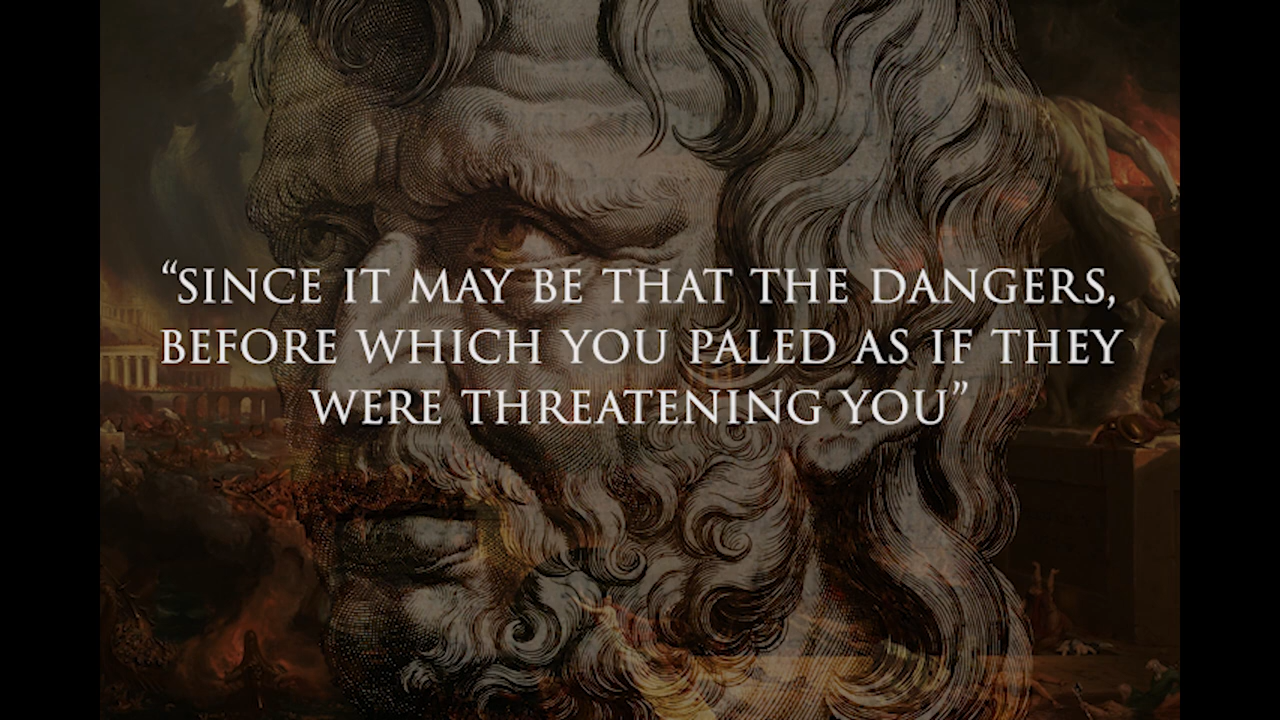 “SINCE IT MAY BE THAT THE DANGERS,
BEFORE WHICH YOU PALED AS IF THEY
WERE THREATENING YOU”